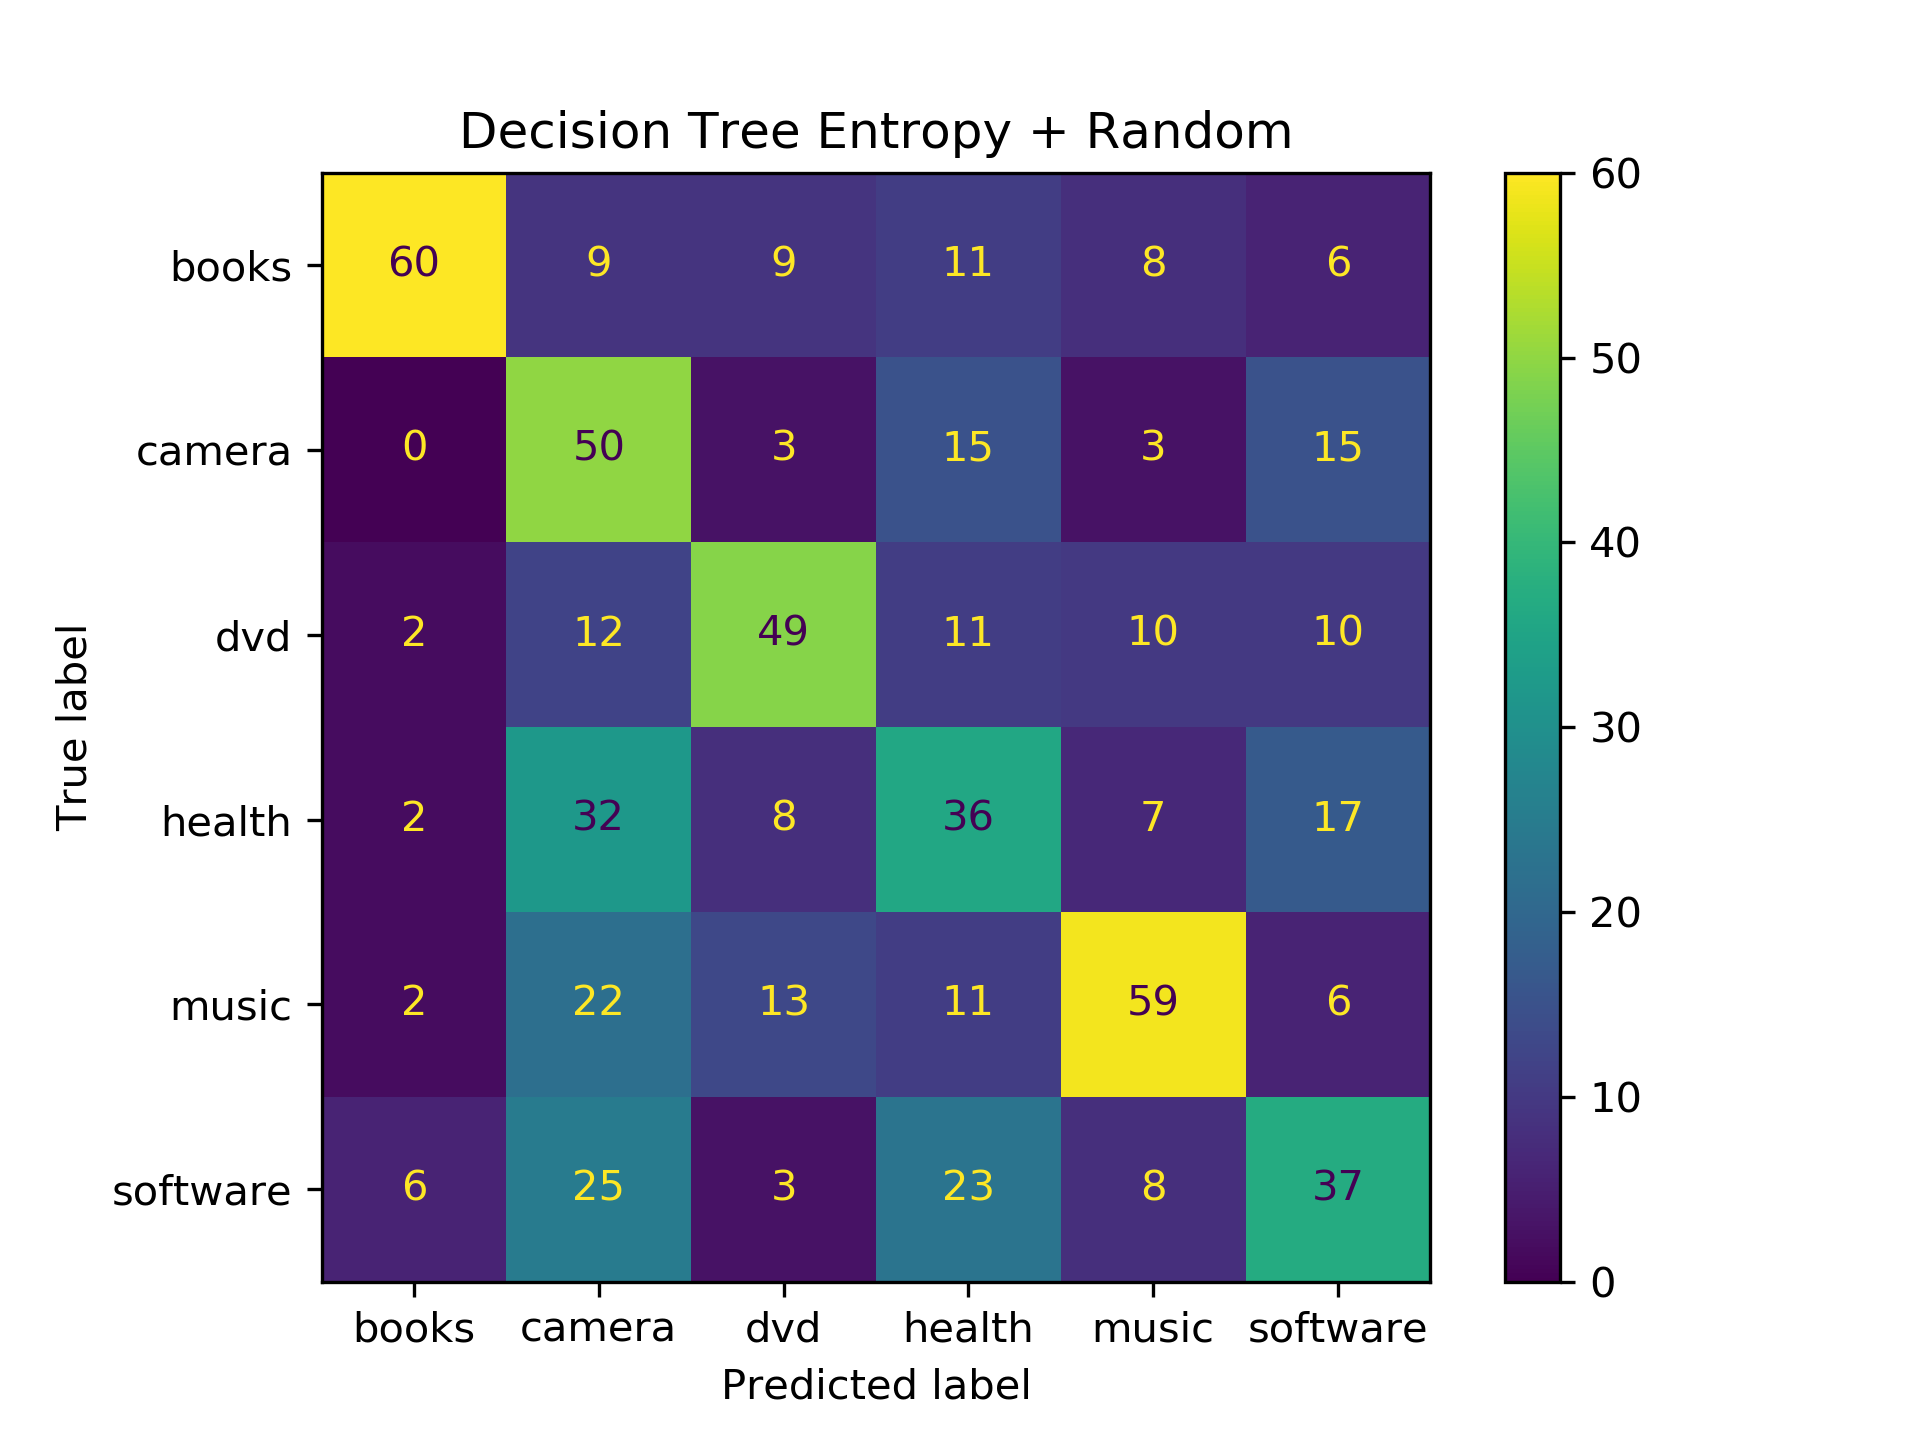 Decision Tree Entropy + Random
books 60 9 9 11 8 6
camera 0 50 3 15 3 15
dvd 2 12 49 11 10 10
health 2 32 8 36 7 17
music 2 22 13 11 59 6
software 6 25 3 23 8 37
books camera dvd health music software
Predicted label
True label
60
50
40
30
20
10
0